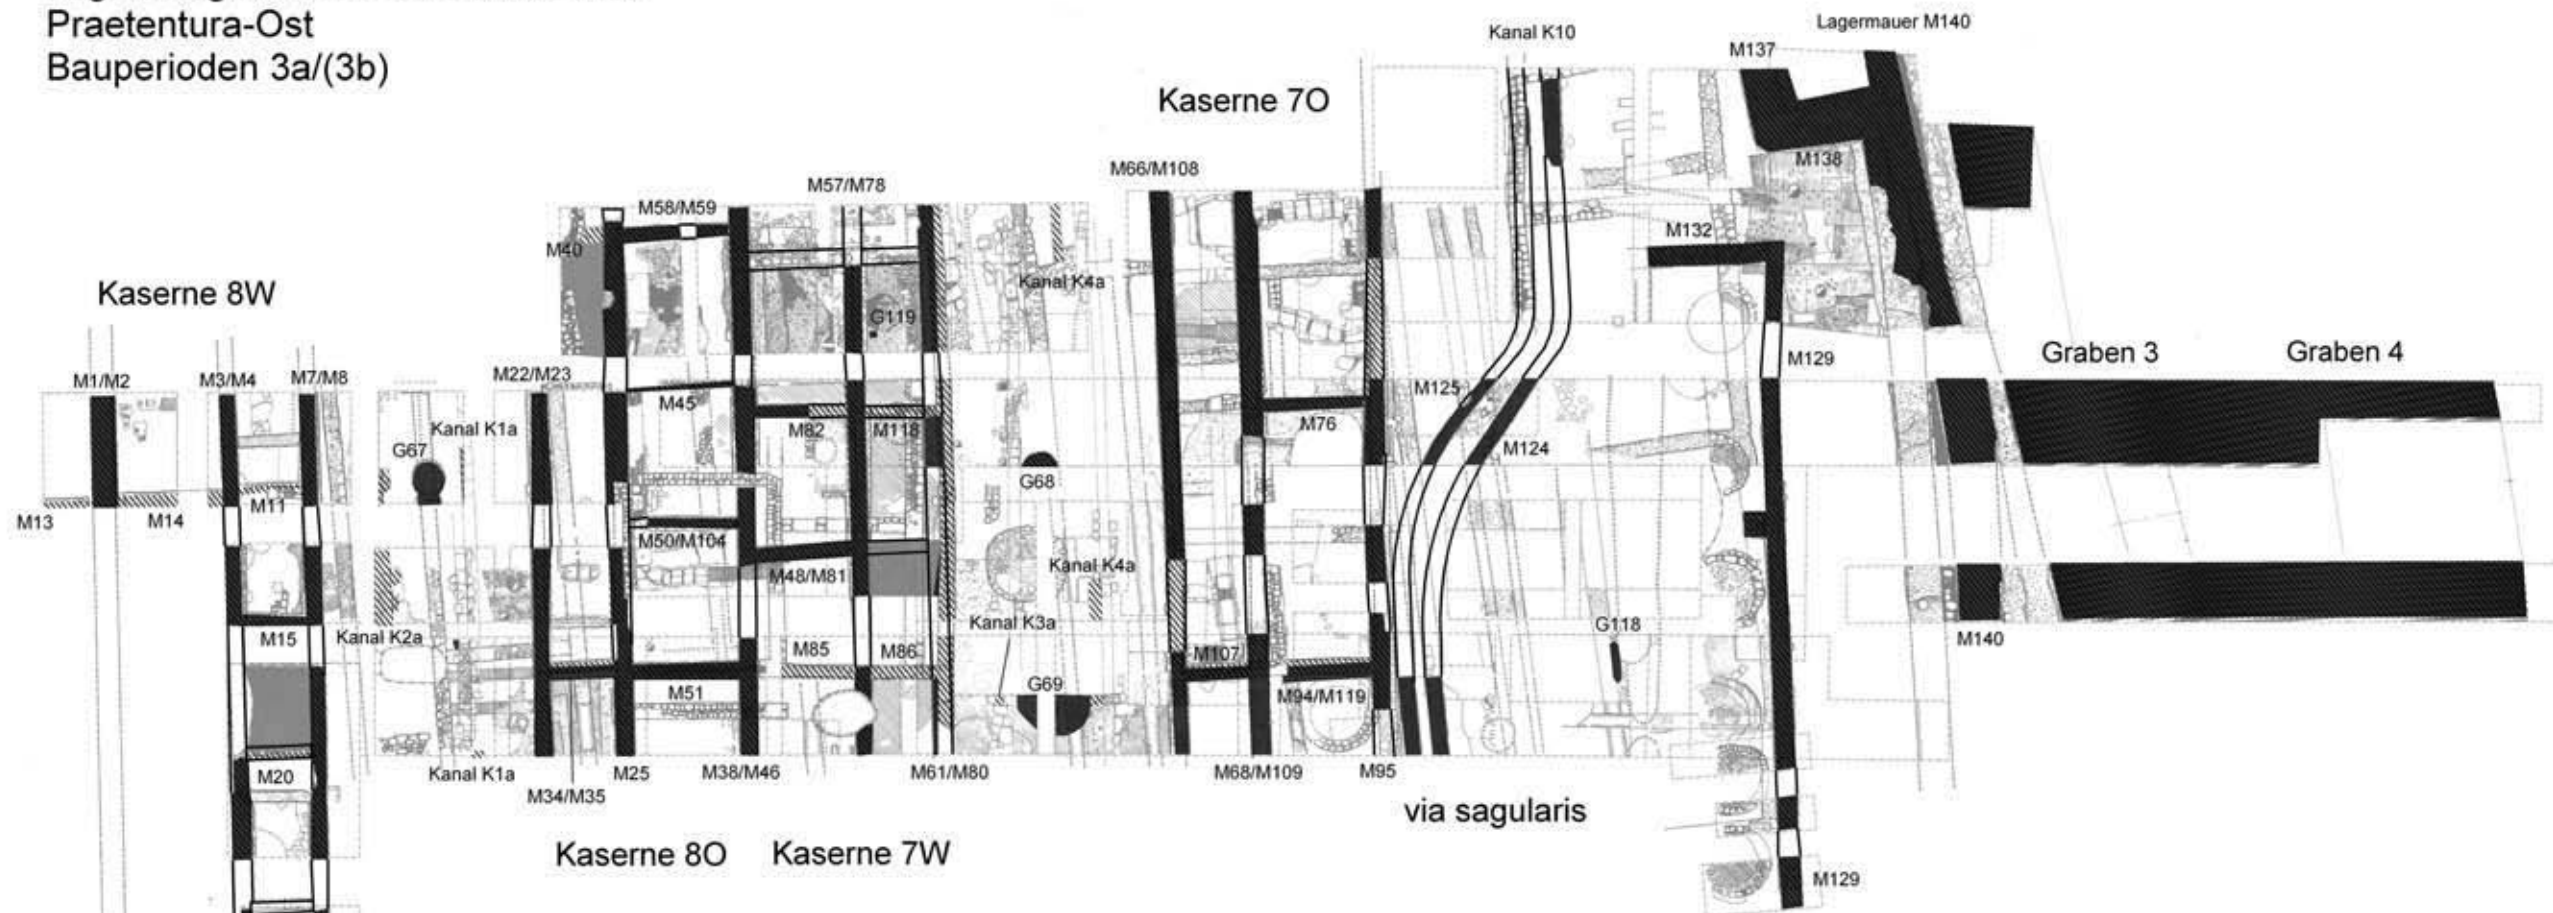 Praetentura-Ost
Bauperioden 3a/(3b)
Lagermauer M140
Kanal K10
M137
Kaserne 7O
M138
M66/M108
M57/M78
M58/M59
M40
M132
Kaserne 8W
Kanal K4a
G119
Graben 3
Graben 4
M129
M1/M2
M3/M4
M7/M8
M22/M23
M125
M45
Kanal K1a
M82
M118
M76
G67
M124
M11
G68
M13
M14
M50/M104
M48/M81
Kanal K4a
Kanal K3a
G118
M15
Kanal K2a
M85
M86
M107
M140
M51
G69
M94/M119
M20
Kanal K1a
M25
M38/M46
M61/M80
M68/M109
M95
M34/M35
via sagularis
Kaserne 8O
Kaserne 7W
M129